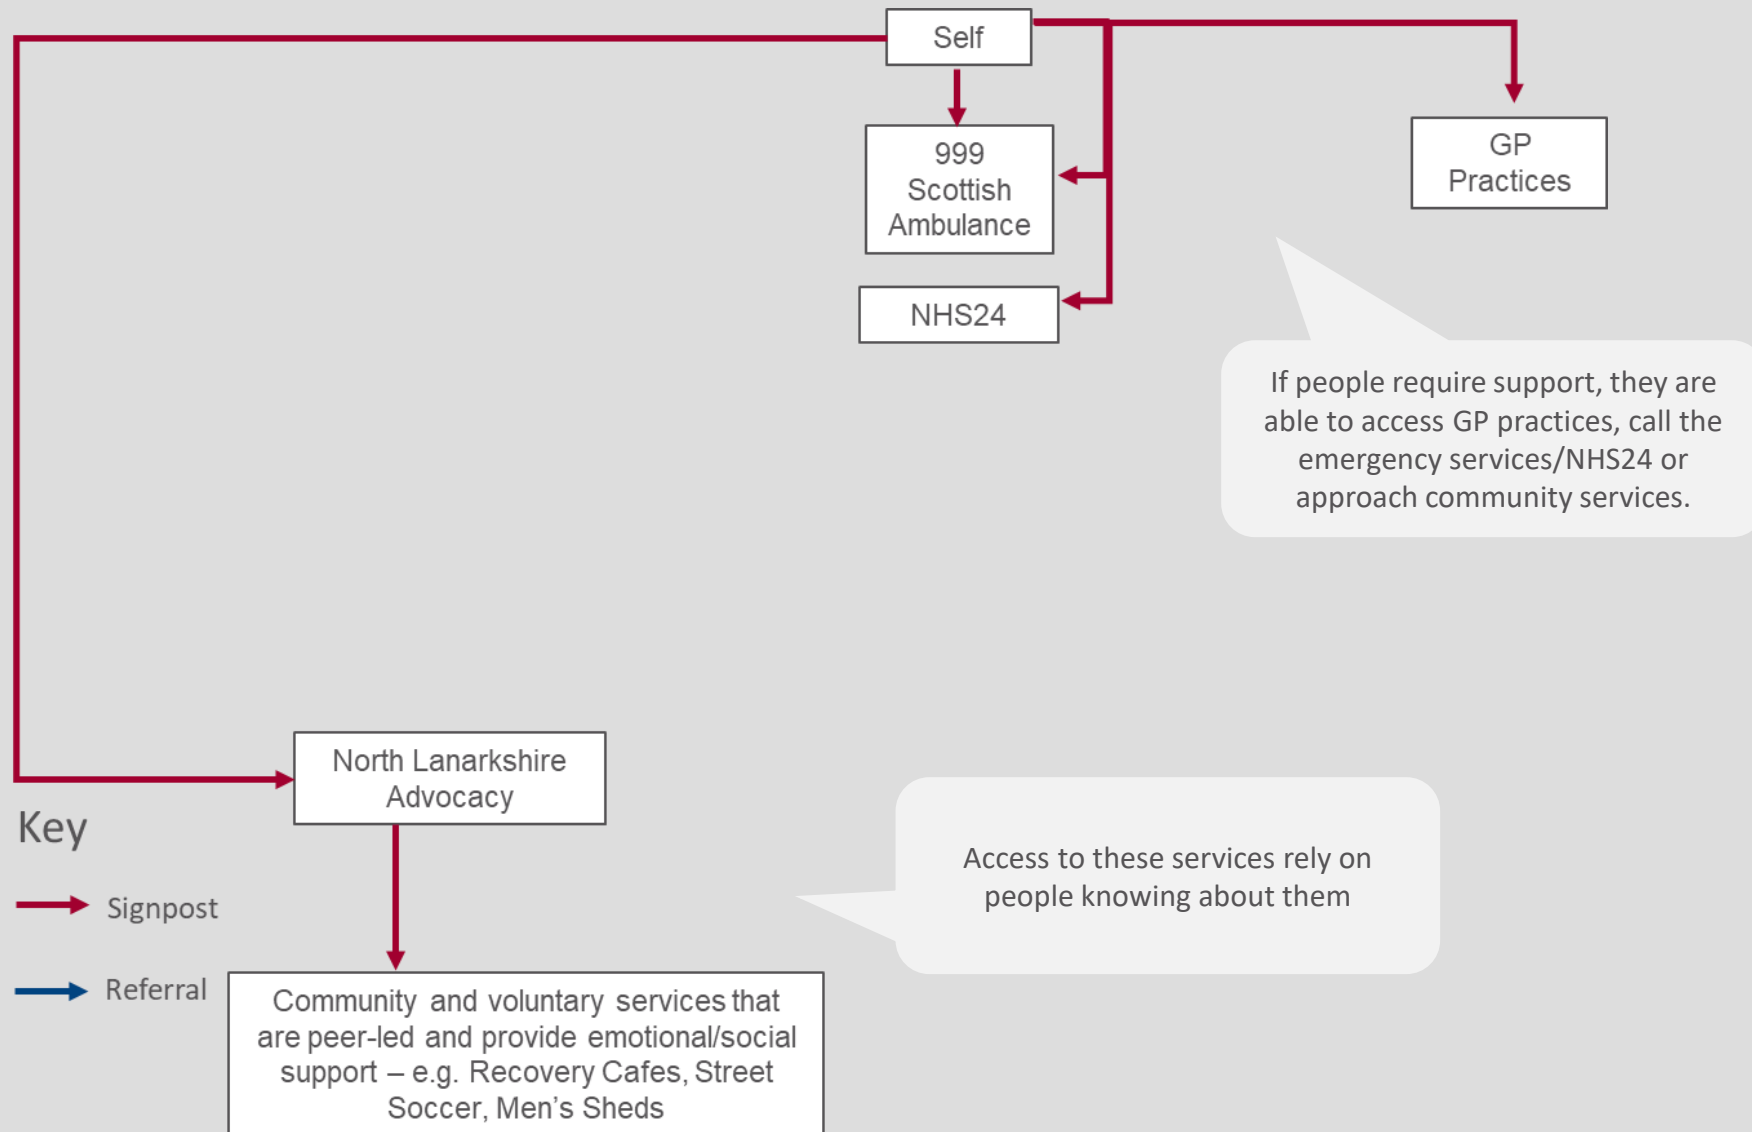 Self
999
Scottish
Ambulance
GP
Practices
NHS24
If people require support, they are
able to access GP practices, call the
emergency services/NHS24 or
approach community services.
North Lanarkshire
Advocacy
Key
Signpost
Referral
Access to these services rely on
people knowing about them
Community and voluntary services that
are peer-led and provide emotional/social
support – e.g. Recovery Cafes, Street
Soccer, Men’s Sheds